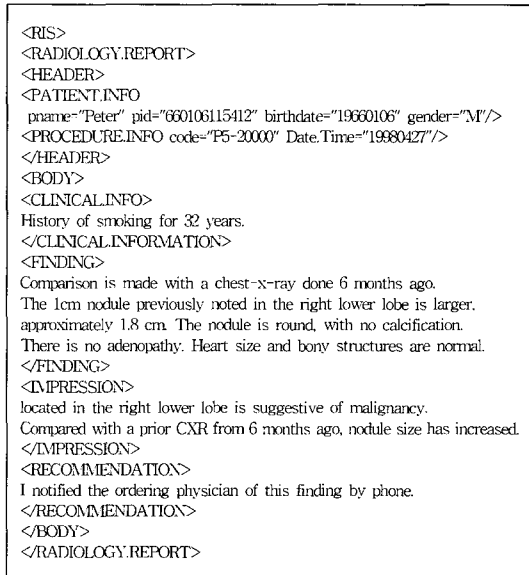 <RIS>
<RADIOLOGY.REPORT>
<HEADER>
<PATIENT.INFO
pname="Peter" pid="660106115412" birthdate="19660106" gender="M"/>
<PROCEDURE.INFO code="P5-20000" Date.Time="19980427"/>
</HEADER>
<BODY>
<CLINICAL.INFO>
History of smoking for 32 years.
</CLINICAL.INFORMATION>
<FINDING>
Comparison is made with a chest-x-ray done 6 months ago.
The 1cm nodule previously noted in the right lower lobe is larger,
approximately 1.8 cm. The nodule is round, with no calcification.
There is no adenopathy. Heart size and bony structures are normal.
</FINDING>
<IMPRESSION>
located in the right lower lobe is suggestive of malignancy.
Compared with a prior CXR from 6 months ago, nodule size has increased.
</IMPRESSION>
<RECOMMENDATION>
I notified the ordering physician of this finding by phone.
</RECOMMENDATION>
</BODY>
</RADIOLOGY.REPORT>